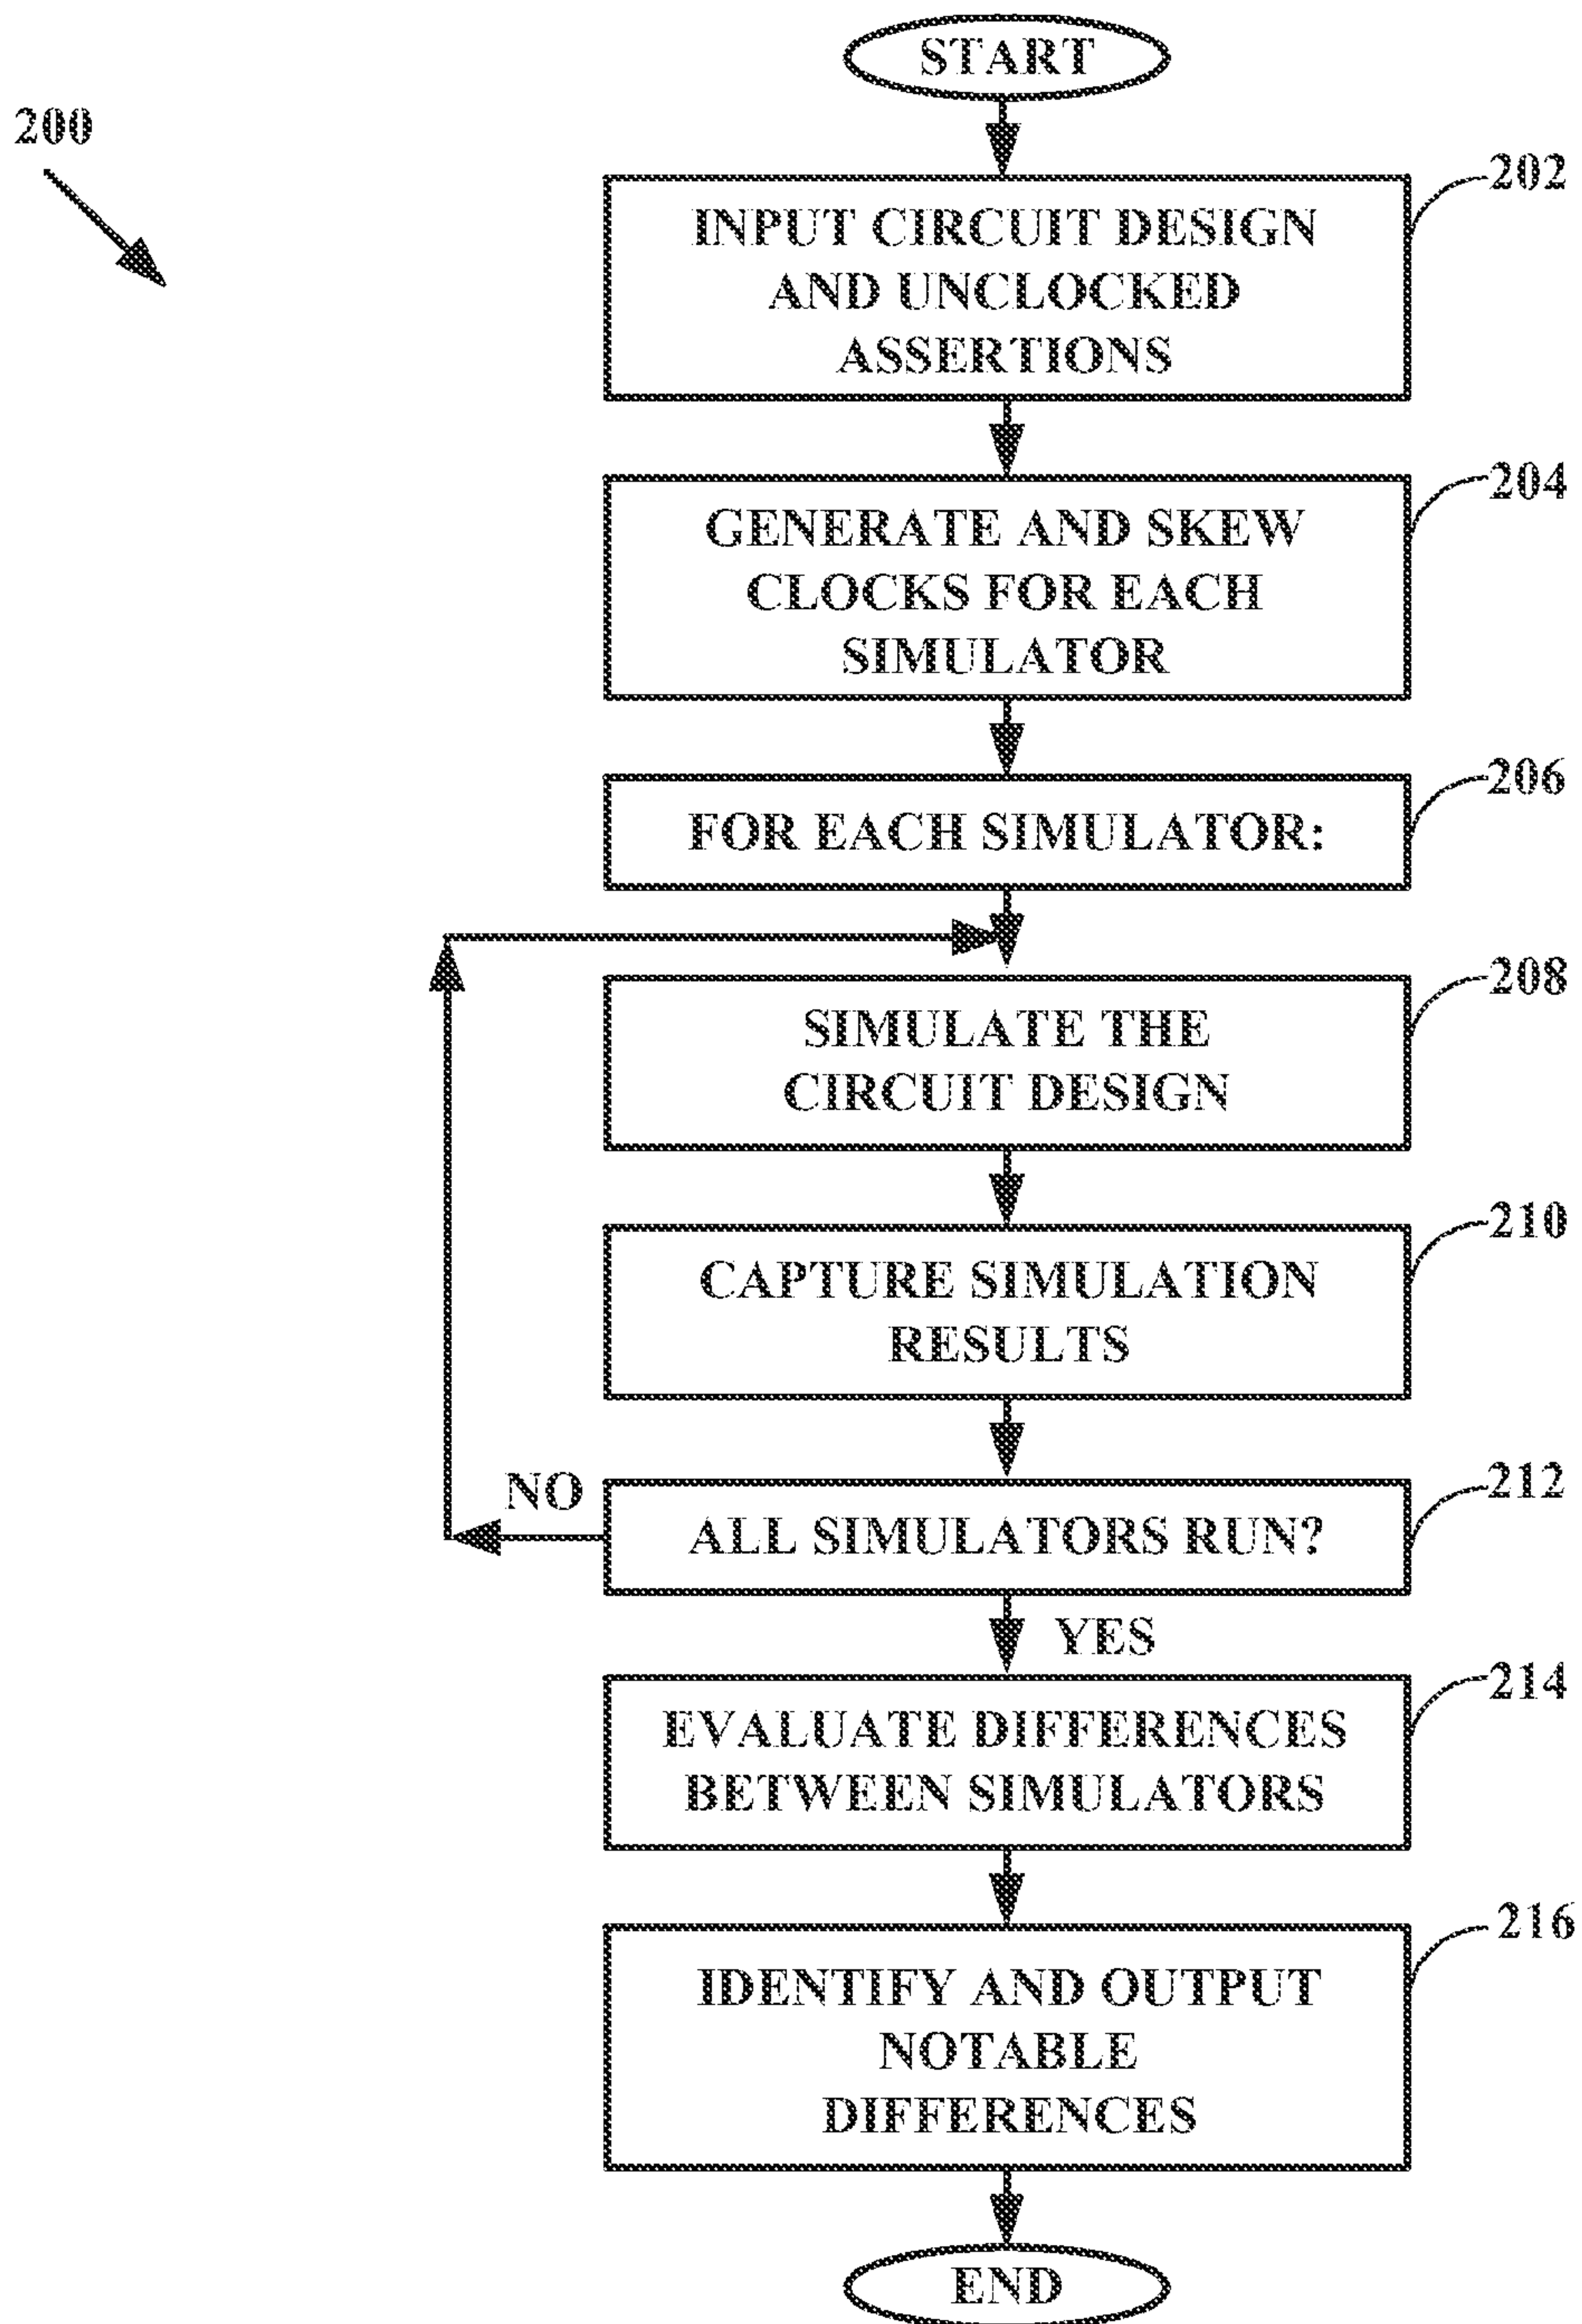 START
200
202
INPUT CIRCUIT DESIGN
AND UNCLOCKED
ASSERTIONS
204
GENERATE AND SKEW
CLOCKS FOR EACH
SIMULATOR
206
FOR EACH SIMULATOR:
208
SIMULATE THE
CIRCUIT DESIGN
210
CAPTURE SIMULATION
RESULTS
212
NO
ALL SIMULATORS RUN?
YES
214
EVALUATE DIFFERENCES
BETWEEN SIMULATORS
216
IDENTIFY AND OUTPUT
NOTABLE
DIFFERENCES
END